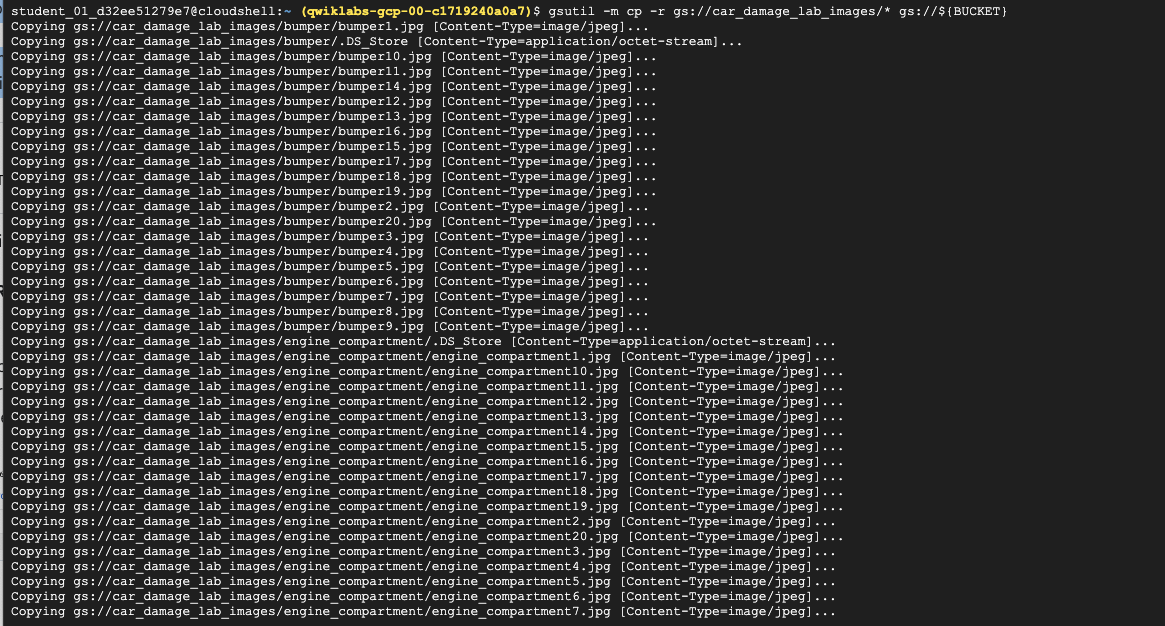 student_01_d32ee51279e7@cloudshell:~ (qwiklabs-gcp-00-c1719240a0a7)$ gsutil -m cp -r gs://car_damage_lab_images/* gs://${BUCKET}
Copying gs://car_damage_lab_images/bumper/bumper1.jpg [Content-Type=image/jpeg]...
Copying gs://car_damage_lab_images/bumper/.DS_Store [Content-Type=application/octet-stream]...
Copying gs://car_damage_lab_images/bumper/bumper10.jpg [Content-Type=image/jpeg]...
Copying gs://car_damage_lab_images/bumper/bumper11.jpg [Content-Type=image/jpeg]...
Copying gs://car_damage_lab_images/bumper/bumper14.jpg [Content-Type=image/jpeg]...
Copying gs://car_damage_lab_images/bumper/bumper12.jpg [Content-Type=image/jpeg]...
Copying gs://car_damage_lab_images/bumper/bumper13.jpg [Content-Type=image/jpeg]...
Copying gs://car_damage_lab_images/bumper/bumper16.jpg [Content-Type=image/jpeg]...
Copying gs://car_damage_lab_images/bumper/bumper15.jpg [Content-Type=image/jpeg]...
Copying gs://car_damage_lab_images/bumper/bumper17.jpg [Content-Type=image/jpeg]...
Copying gs://car_damage_lab_images/bumper/bumper18.jpg [Content-Type=image/jpeg]...
Copying gs://car_damage_lab_images/bumper/bumper19.jpg [Content-Type=image/jpeg]...
Copying gs://car_damage_lab_images/bumper/bumper2.jpg [Content-Type=image/jpeg]...
Copying gs://car_damage_lab_images/bumper/bumper20.jpg [Content-Type=image/jpeg]...
Copying gs://car_damage_lab_images/bumper/bumper3.jpg [Content-Type=image/jpeg]...
Copying gs://car_damage_lab_images/bumper/bumper4.jpg [Content-Type=image/jpeg]...
Copying gs://car_damage_lab_images/bumper/bumper5.jpg [Content-Type=image/jpeg]...
Copying gs://car_damage_lab_images/bumper/bumper6.jpg [Content-Type=image/jpeg]...
Copying gs://car_damage_lab_images/bumper/bumper7.jpg [Content-Type=image/jpeg]...
Copying gs://car_damage_lab_images/bumper/bumper8.jpg [Content-Type=image/jpeg]...
Copying gs://car_damage_lab_images/bumper/bumper9.jpg [Content-Type=image/jpeg]...
Copying gs://car_damage_lab_images/engine_compartment/.DS_Store [Content-Type=application/octet-stream]...
Copying gs://car_damage_lab_images/engine_compartment/engine_compartment1.jpg [Content-Type=image/jpeg]...
Copying gs://car_damage_lab_images/engine_compartment/engine_compartment10.jpg [Content-Type=image/jpeg]...
Copying gs://car_damage_lab_images/engine_compartment/engine_compartment11.jpg [Content-Type=image/jpeg]...
Copying gs://car_damage_lab_images/engine_compartment/engine_compartment12.jpg [Content-Type=image/jpeg]...
Copying gs://car_damage_lab_images/engine_compartment/engine_compartment13.jpg [Content-Type=image/jpeg]...
Copying gs://car_damage_lab_images/engine_compartment/engine_compartment14.jpg [Content-Type=image/jpeg]...
Copying gs://car_damage_lab_images/engine_compartment/engine_compartment15.jpg [Content-Type=image/jpeg]...
Copying gs://car_damage_lab_images/engine_compartment/engine_compartment16.jpg [Content-Type=image/jpeg]...
Copying gs://car_damage_lab_images/engine_compartment/engine_compartment17.jpg [Content-Type=image/jpeg]...
Copying gs://car_damage_lab_images/engine_compartment/engine_compartment18.jpg [Content-Type=image/jpeg]...
Copying gs://car_damage_lab_images/engine_compartment/engine_compartment19.jpg [Content-Type=image/jpeg]...
Copying gs://car_damage_lab_images/engine_compartment/engine_compartment2.jpg [Content-Type=image/jpeg]...
Copying gs://car_damage_lab_images/engine_compartment/engine_compartment20.jpg [Content-Type=image/jpeg]...
Copying gs://car_damage_lab_images/engine_compartment/engine_compartment3.jpg [Content-Type=image/jpeg]...
Copying gs://car_damage_lab_images/engine_compartment/engine_compartment4.jpg [Content-Type=image/jpeg]...
Copying gs://car_damage_lab_images/engine_compartment/engine_compartment5.jpg [Content-Type=image/jpeg]...
Copying gs://car_damage_lab_images/engine_compartment/engine_compartment6.jpg [Content-Type=image/jpeg]...
Copying gs://car_damage_lab_images/engine_compartment/engine_compartment7.jpg [Content-Type=image/jpeg]...